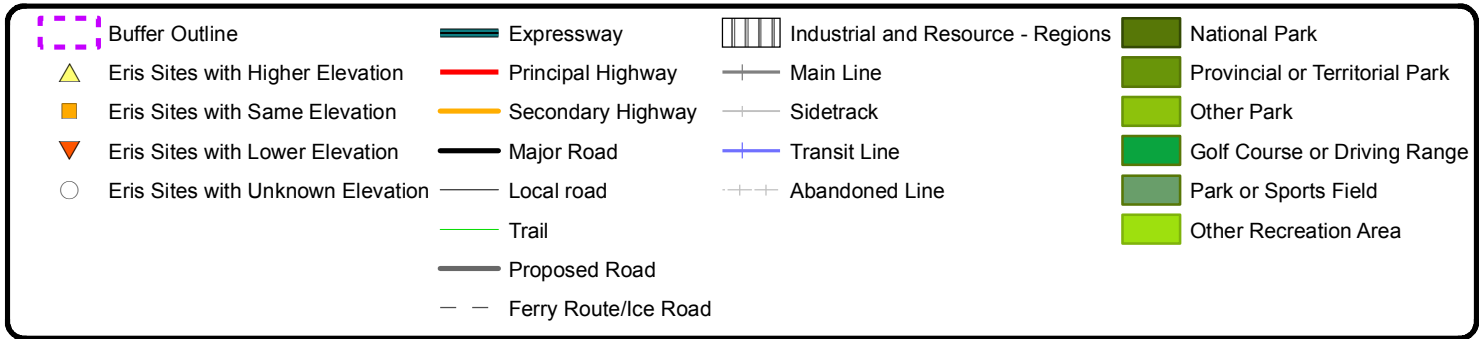 Buffer Outline
Eris Sites with Higher Elevation
Eris Sites with Same Elevation
Eris Sites with Lower Elevation
Eris Sites with Unknown Elevation
Expressway
Principal Highway
Secondary Highway
Major Road
Local road
Trail
Proposed Road
Ferry Route/Ice Road
Industrial and Resource - Regions
Main Line
Sidetrack
Transit Line
Abandoned Line
National Park
Provincial or Territorial Park
Other Park
Golf Course or Driving Range
Park or Sports Field
Other Recreation Area